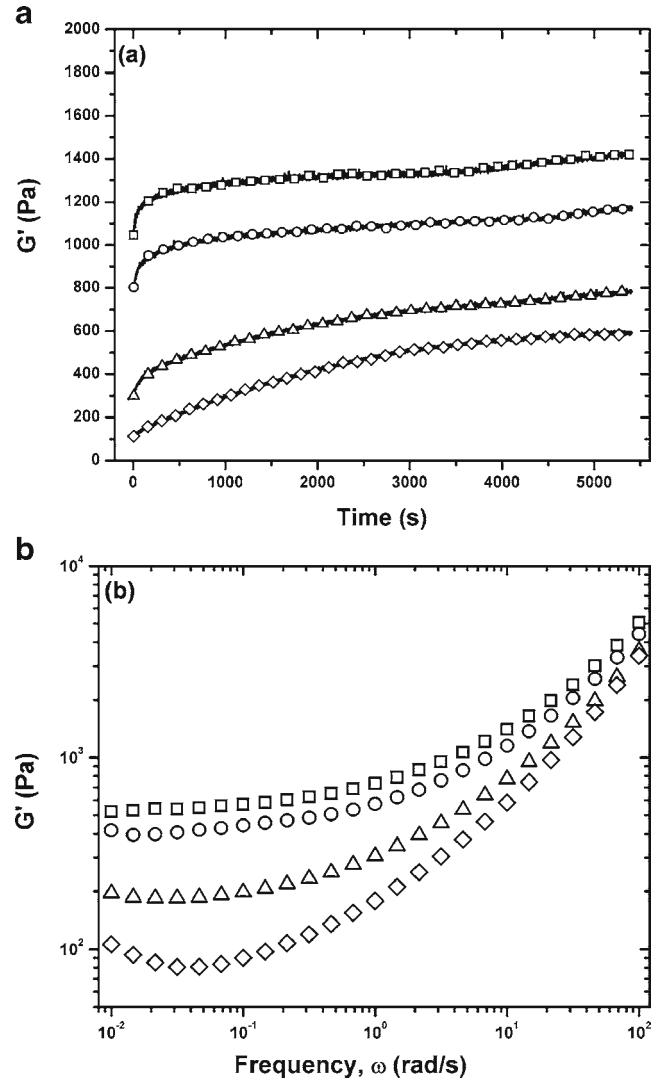 a
(a)
2000
1800
1600
1400
1200
1000
800
600
400
200
0
G' (Pa)
0 1000 2000 3000 4000 5000
Time (s)
b
(b)
10^4
10^3
10^2
G' (Pa)
10^-2 10^-1 10^0 10^1 10^2
Frequency, ω (rad/s)